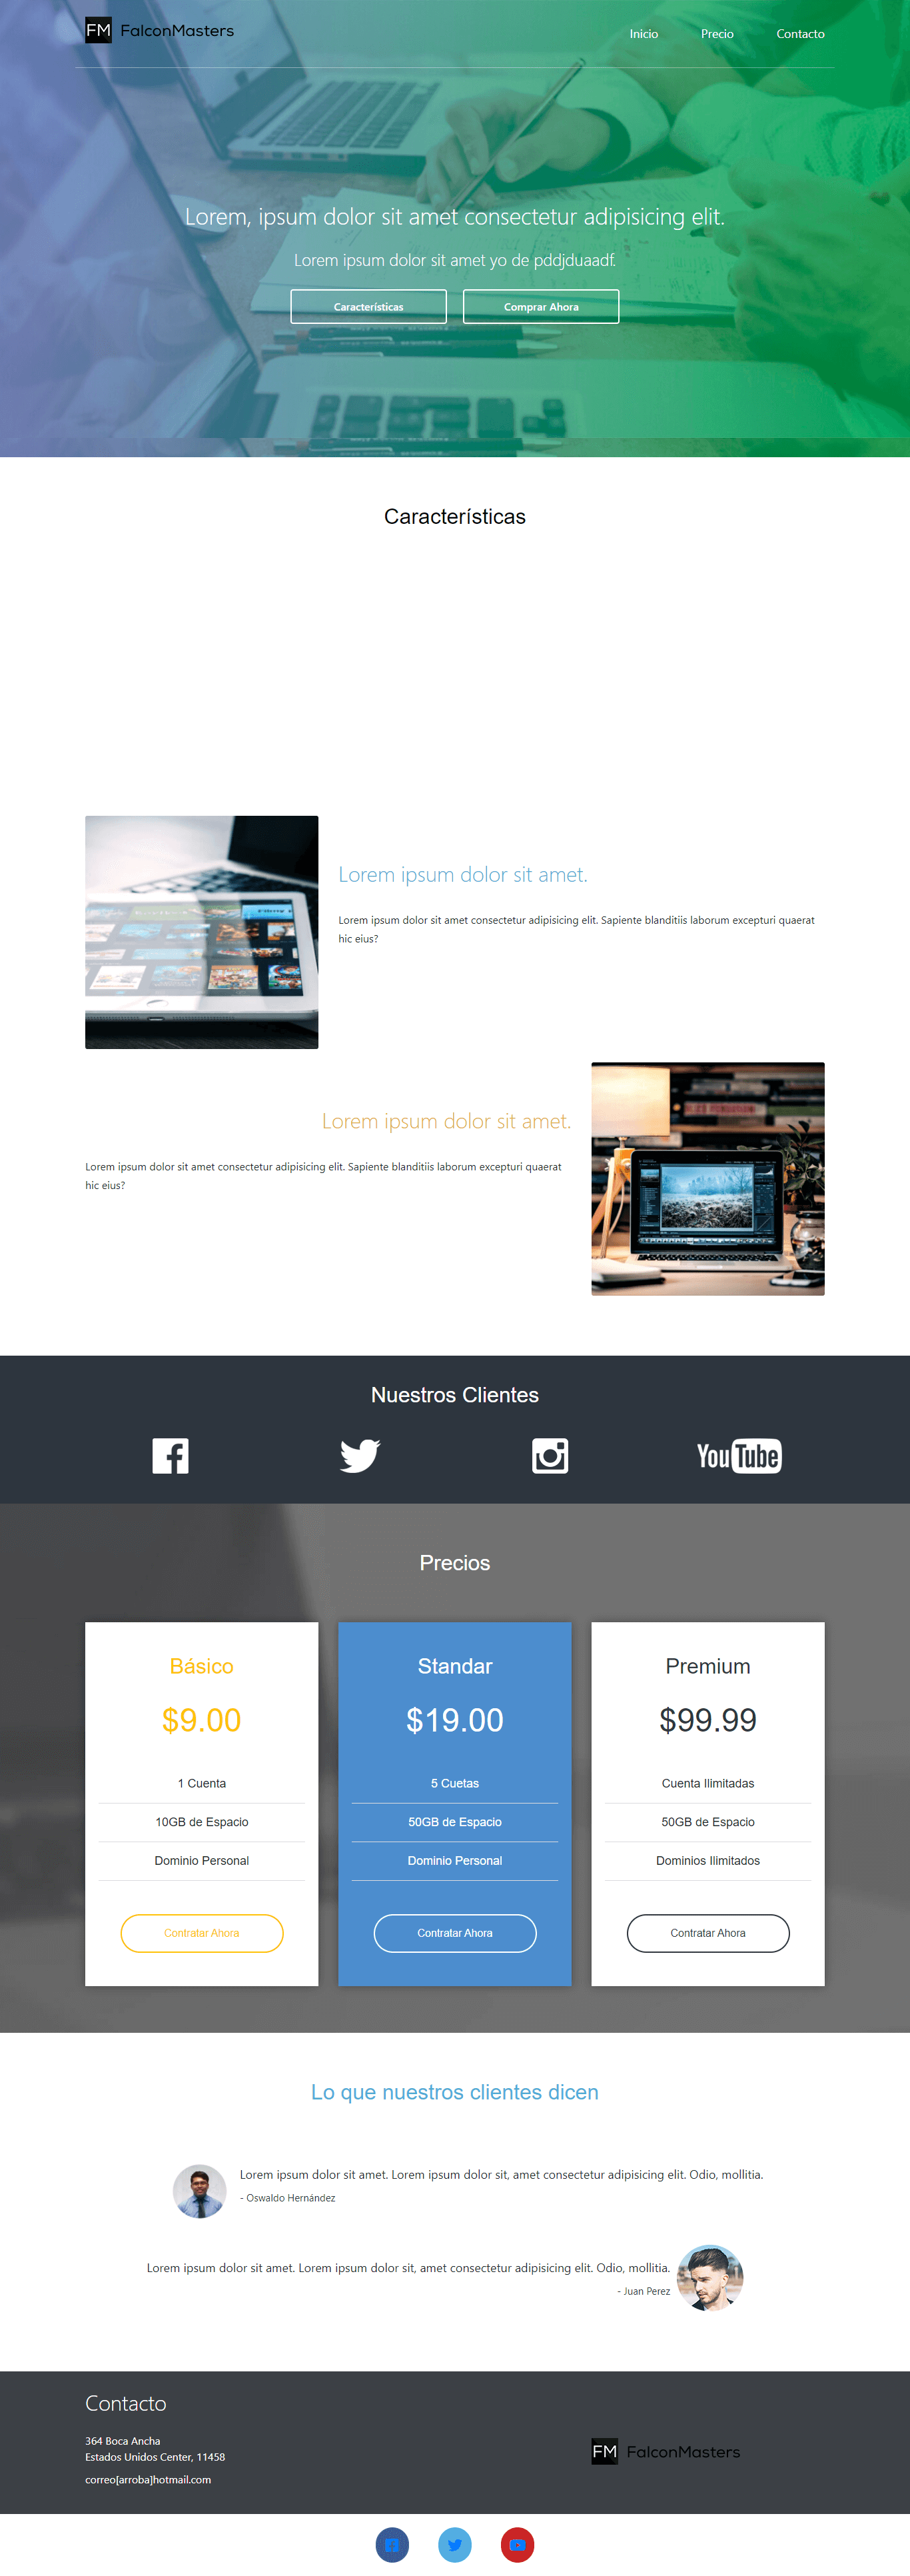 FM FalconMasters
Inicio Precio Contacto
Lorem, ipsum dolor sit amet consectetur adipisicing elit.
Lorem ipsum dolor sit amet yo de pddjduaadf.
Características Comprar Ahora
Características
Lorem ipsum dolor sit amet.
Lorem ipsum dolor sit amet consectetur adipisicing elit. Sapiente blanditiis laborum excepturi quaerat
hic eius?
Lorem ipsum dolor sit amet.
Lorem ipsum dolor sit amet consectetur adipisicing elit. Sapiente blanditiis laborum excepturi quaerat
hic eius?
Nuestros Clientes
YouTube
Precios
Básico
$9.00
1 Cuenta
10GB de Espacio
Dominio Personal
Contratar Ahora
Standar
$19.00
5 Cuetas
50GB de Espacio
Dominio Personal
Contratar Ahora
Premium
$99.99
Cuenta Ilimitadas
50GB de Espacio
Dominios Ilimitados
Contratar Ahora
Lo que nuestros clientes dicen
Lorem ipsum dolor sit amet. Lorem ipsum dolor sit, amet consectetur adipisicing elit. Odio, mollitia.
- Oswaldo Hernández
Lorem ipsum dolor sit amet. Lorem ipsum dolor sit, amet consectetur adipisicing elit. Odio, mollitia.
- Juan Perez
Contacto
364 Boca Ancha
Estados Unidos Center, 11458
correo[arroba]hotmail.com
FM FalconMasters